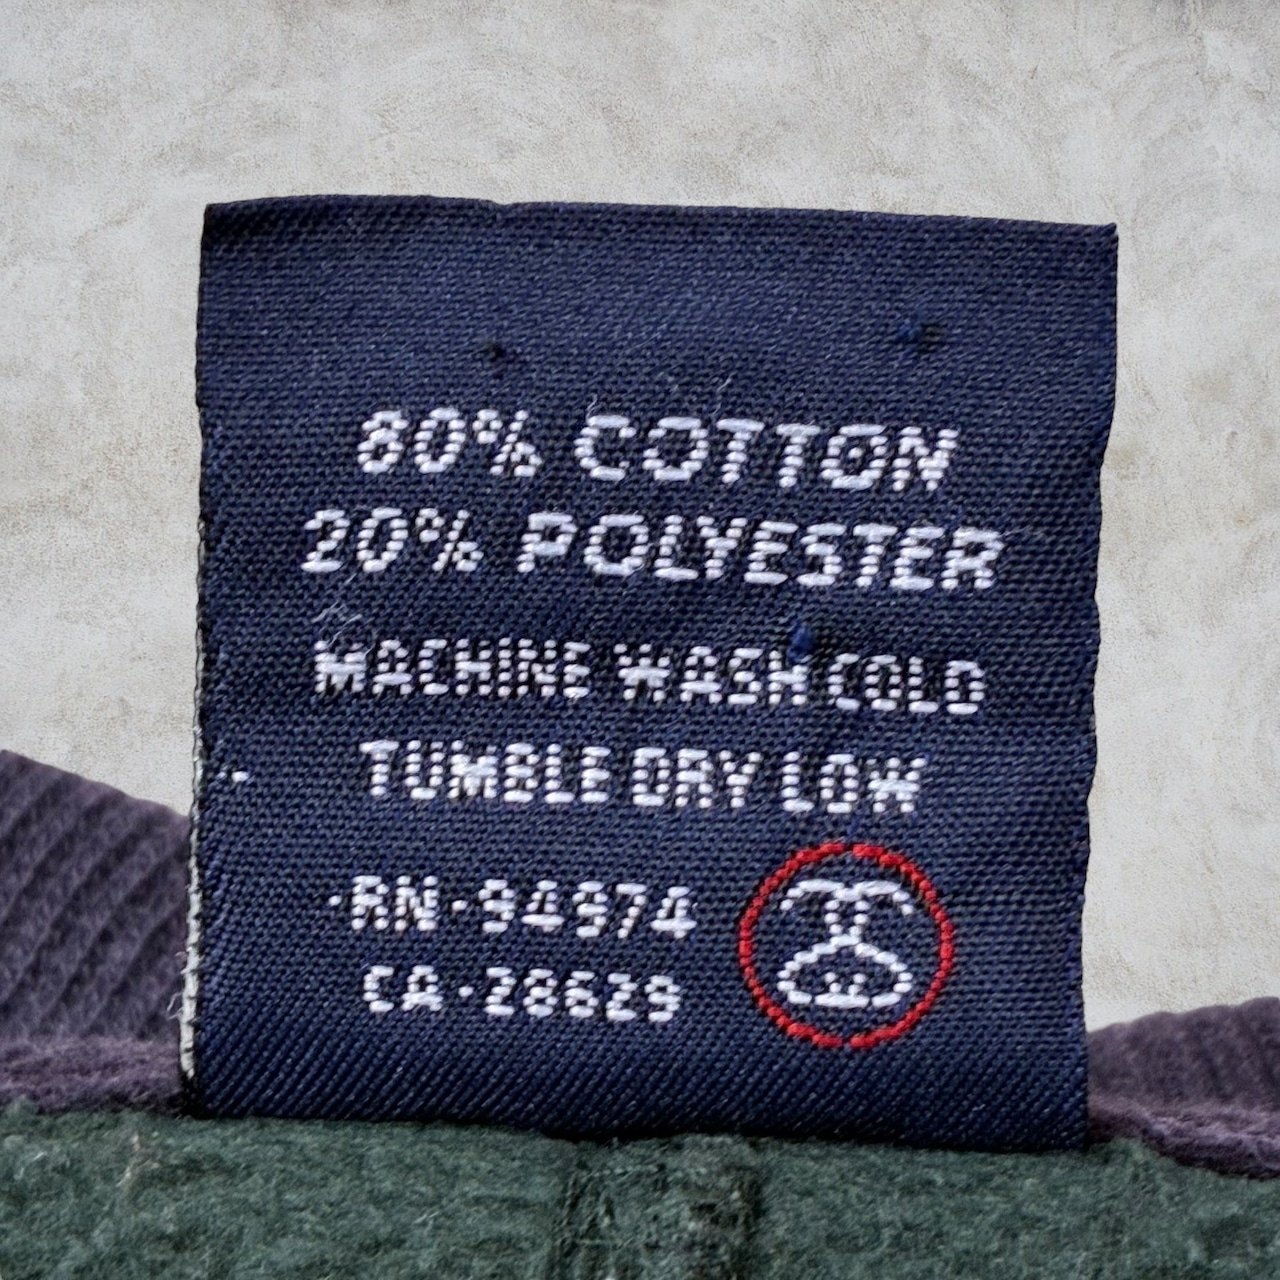 80% COTTON
20% POLYESTER
MACHINE WASH COLD
TUMBLE DRY LOW
·RN·94974
CA·28629